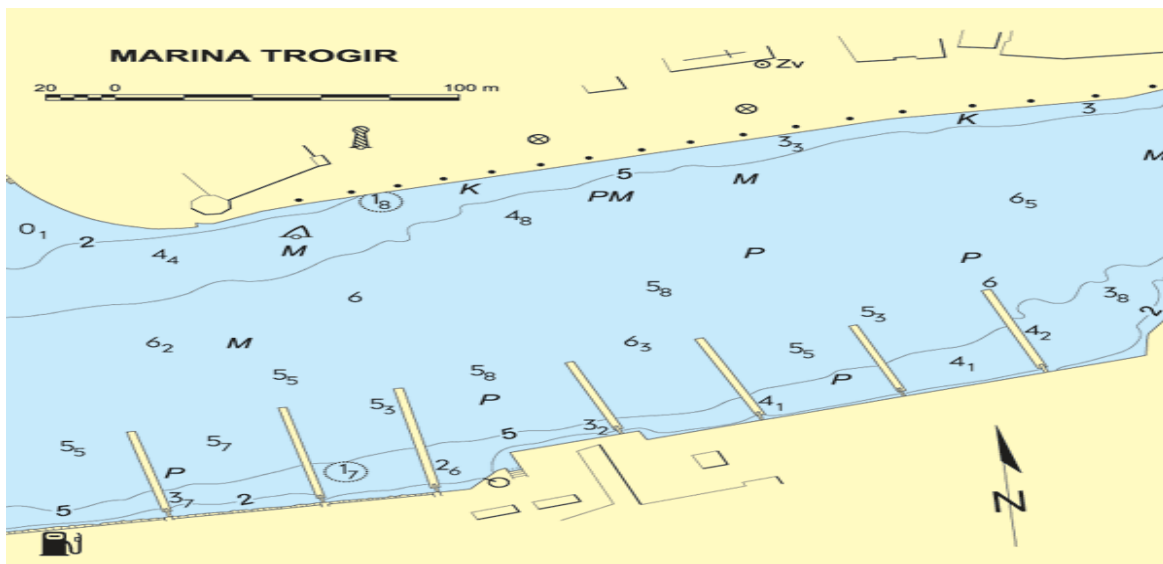 MARINA TROGIR
20 0 100 m
Zv
3
K
3₃
5
M
M
K
1₈
PM
6₅
4₈
0₁
2
4₄
M
P
P
6
3₈
5₈
6
2
5₃
4₂
6₂
M
6₃
5₅
4₁
5₅
5₈
P
5₃
P
4₁
3₂
5
5₅
5₇
P
1₇
2₆
3₇
2
5
N